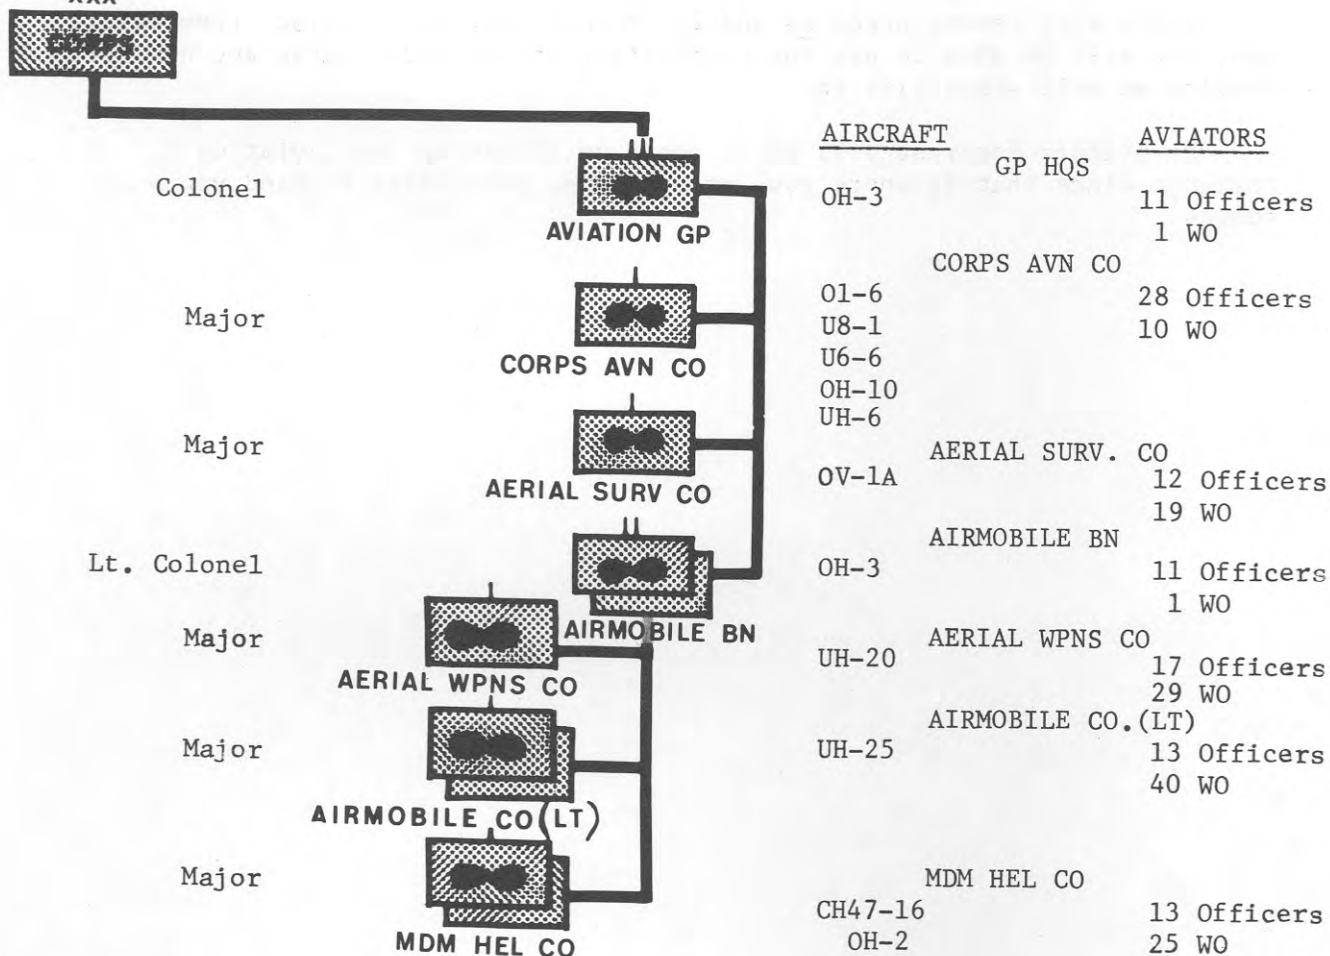 XXX
CORPS
AIRCRAFT AVIATORS
GP HQS
Colonel OH-3 11 Officers
AVIATION GP 1 WO
CORPS AVN CO
O1-6 28 Officers
Major U8-1 10 WO
CORPS AVN CO U6-6
OH-10
UH-6
Major AERIAL SURV. CO
AERIAL SURV CO OV-1A 12 Officers
19 WO
AIRMOBILE BN
Lt. Colonel OH-3 11 Officers
1 WO
AIRMOBILE BN
Major AERIAL WPNS CO
AERIAL WPNS CO UH-20 17 Officers
29 WO
AIRMOBILE CO.(LT)
Major UH-25 13 Officers
40 WO
AIRMOBILE CO(LT)
Major MDM HEL CO
CH47-16 13 Officers
MDM HEL CO OH-2 25 WO